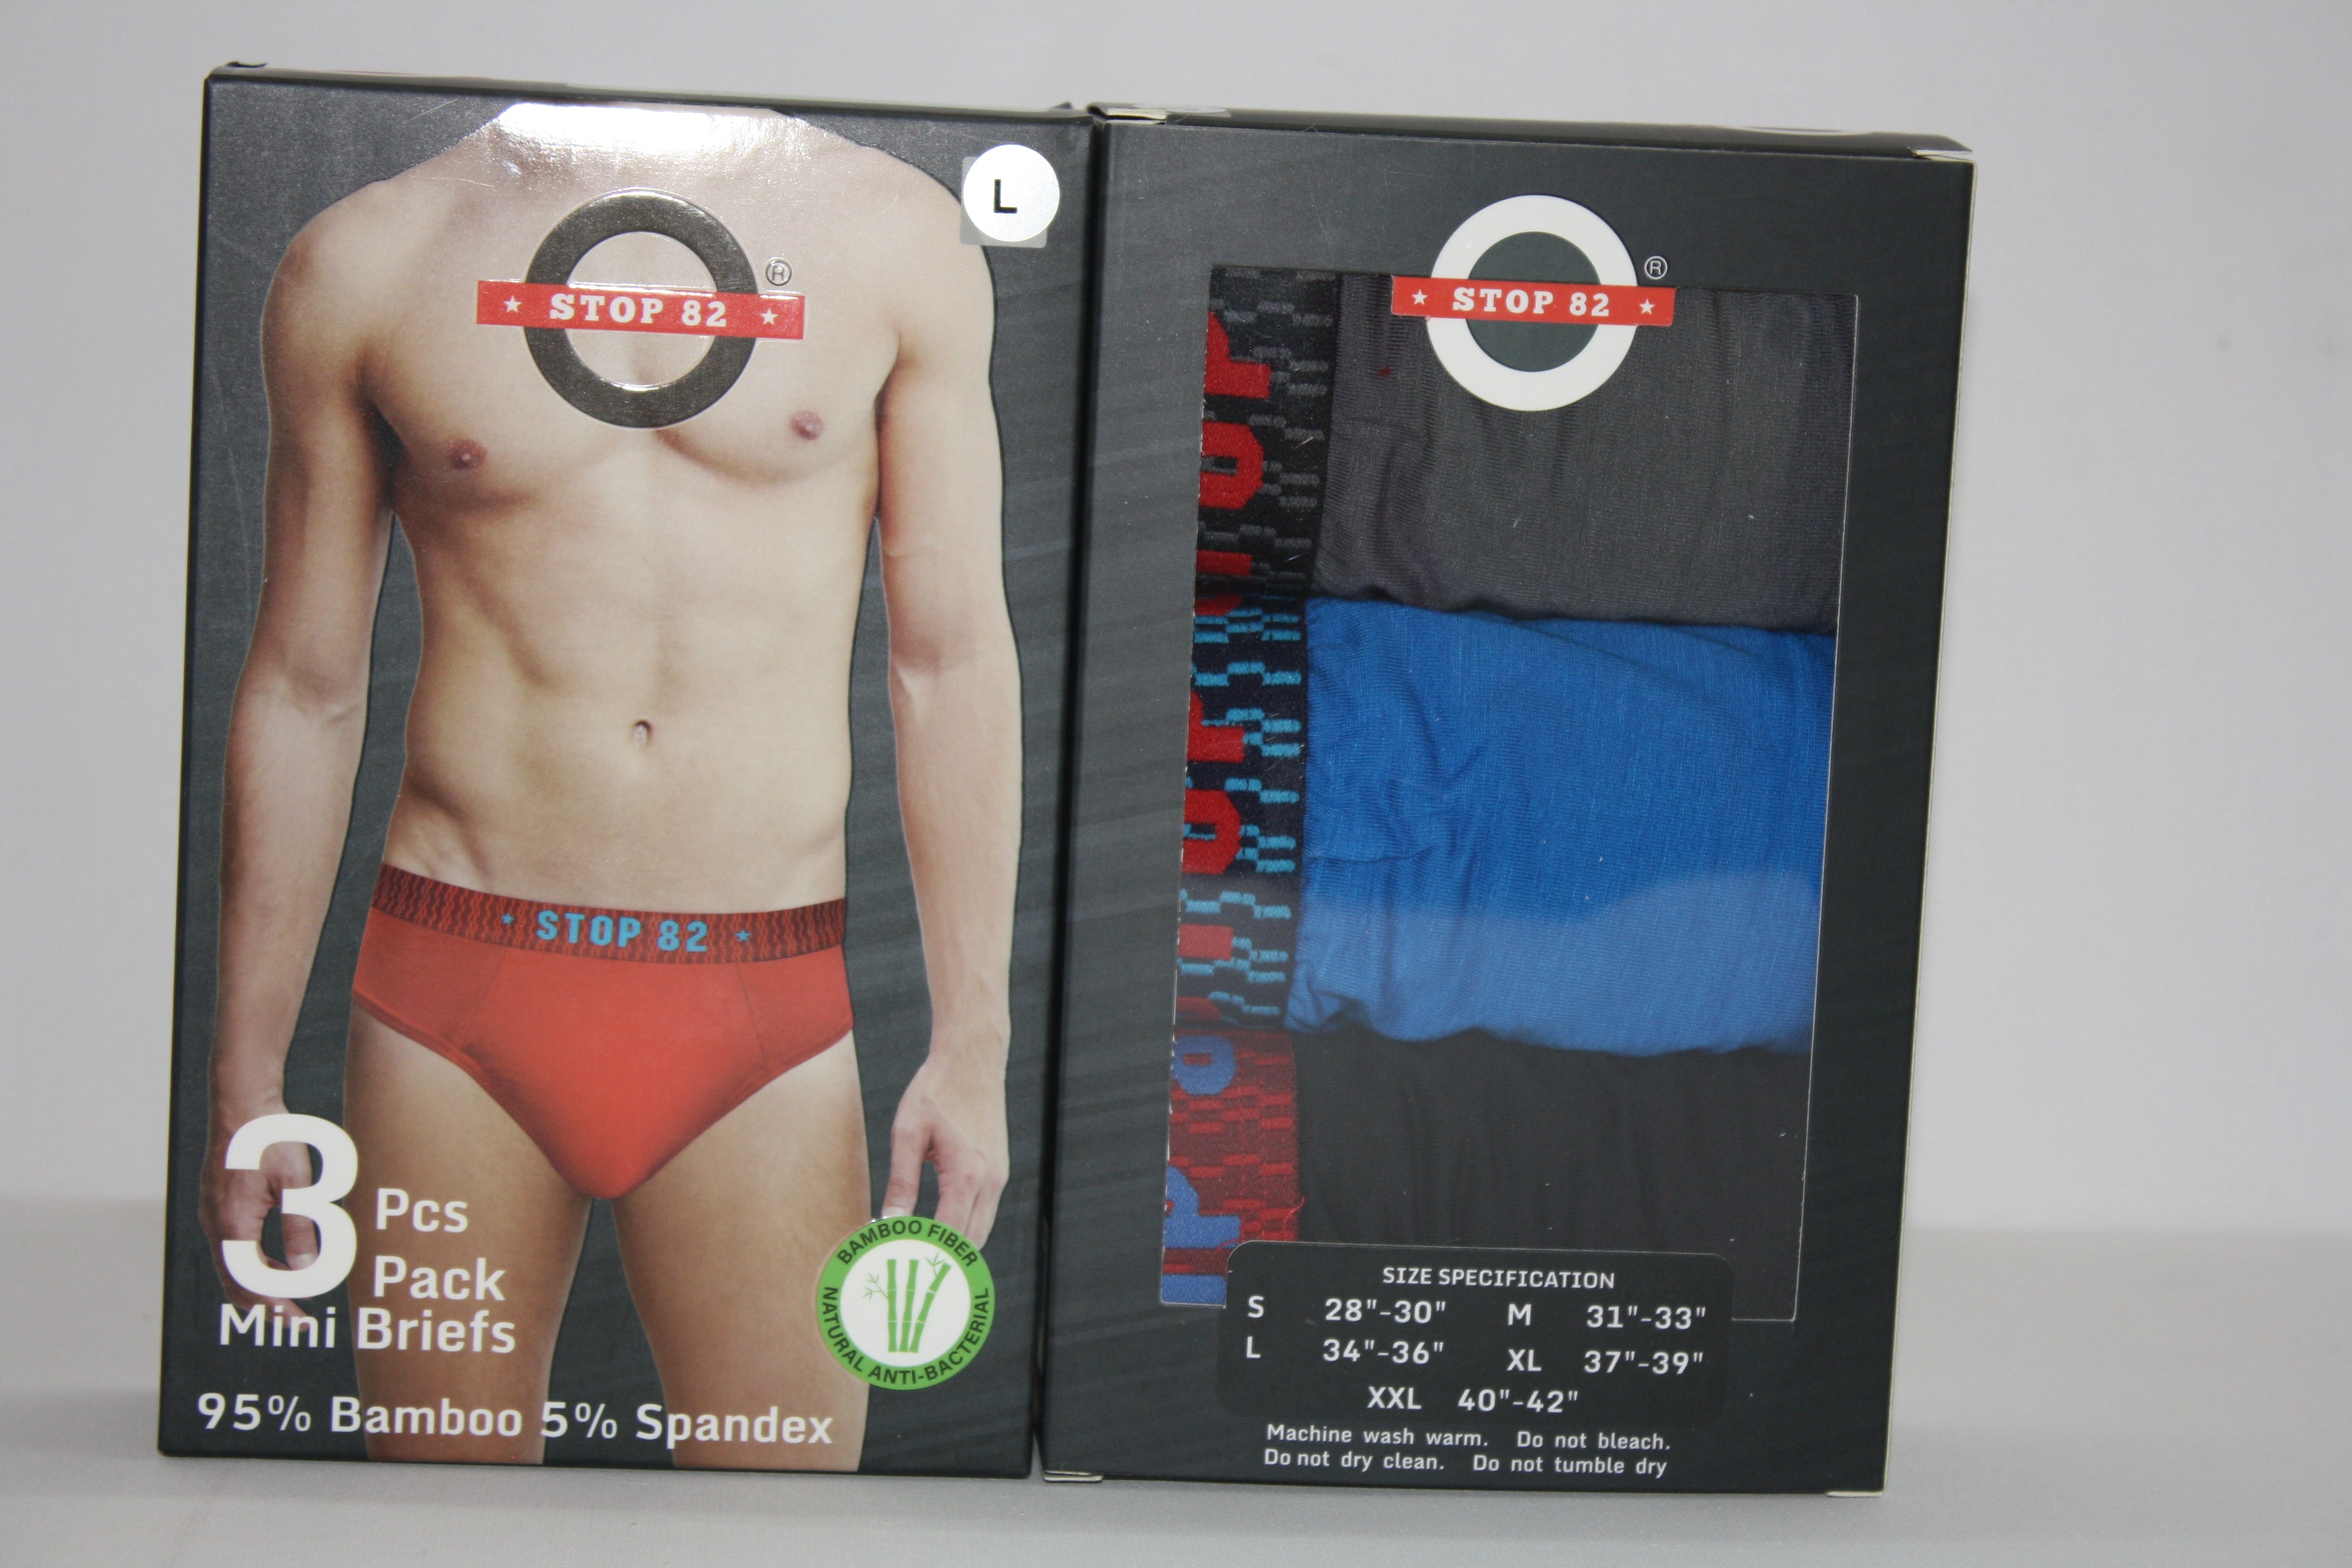 L
STOP 82
®
STOP 82
3 Pcs
Pack
Mini Briefs
BAMBOO FIBER
NATURAL ANTI-BACTERIAL
95% Bamboo 5% Spandex
STOP 82
®
SIZE SPECIFICATION
S 28"-30" M 31"-33"
L 34"-36" XL 37"-39"
XXL 40"-42"
Machine wash warm. Do not bleach.
Do not dry clean. Do not tumble dry